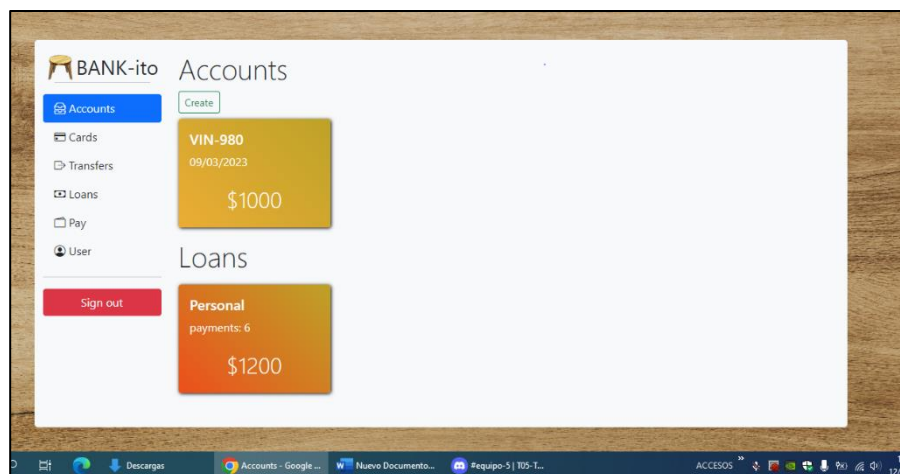 BANK-ito
Accounts
Cards
Transfers
Loans
Pay
User
Sign out
Accounts
Create
VIN-980
09/03/2023
$1000
Loans
Personal
payments: 6
$1200
Descargas
Accounts - Google ...
Nuevo Documento...
#equipo-5 | T05-T...
ACCESOS